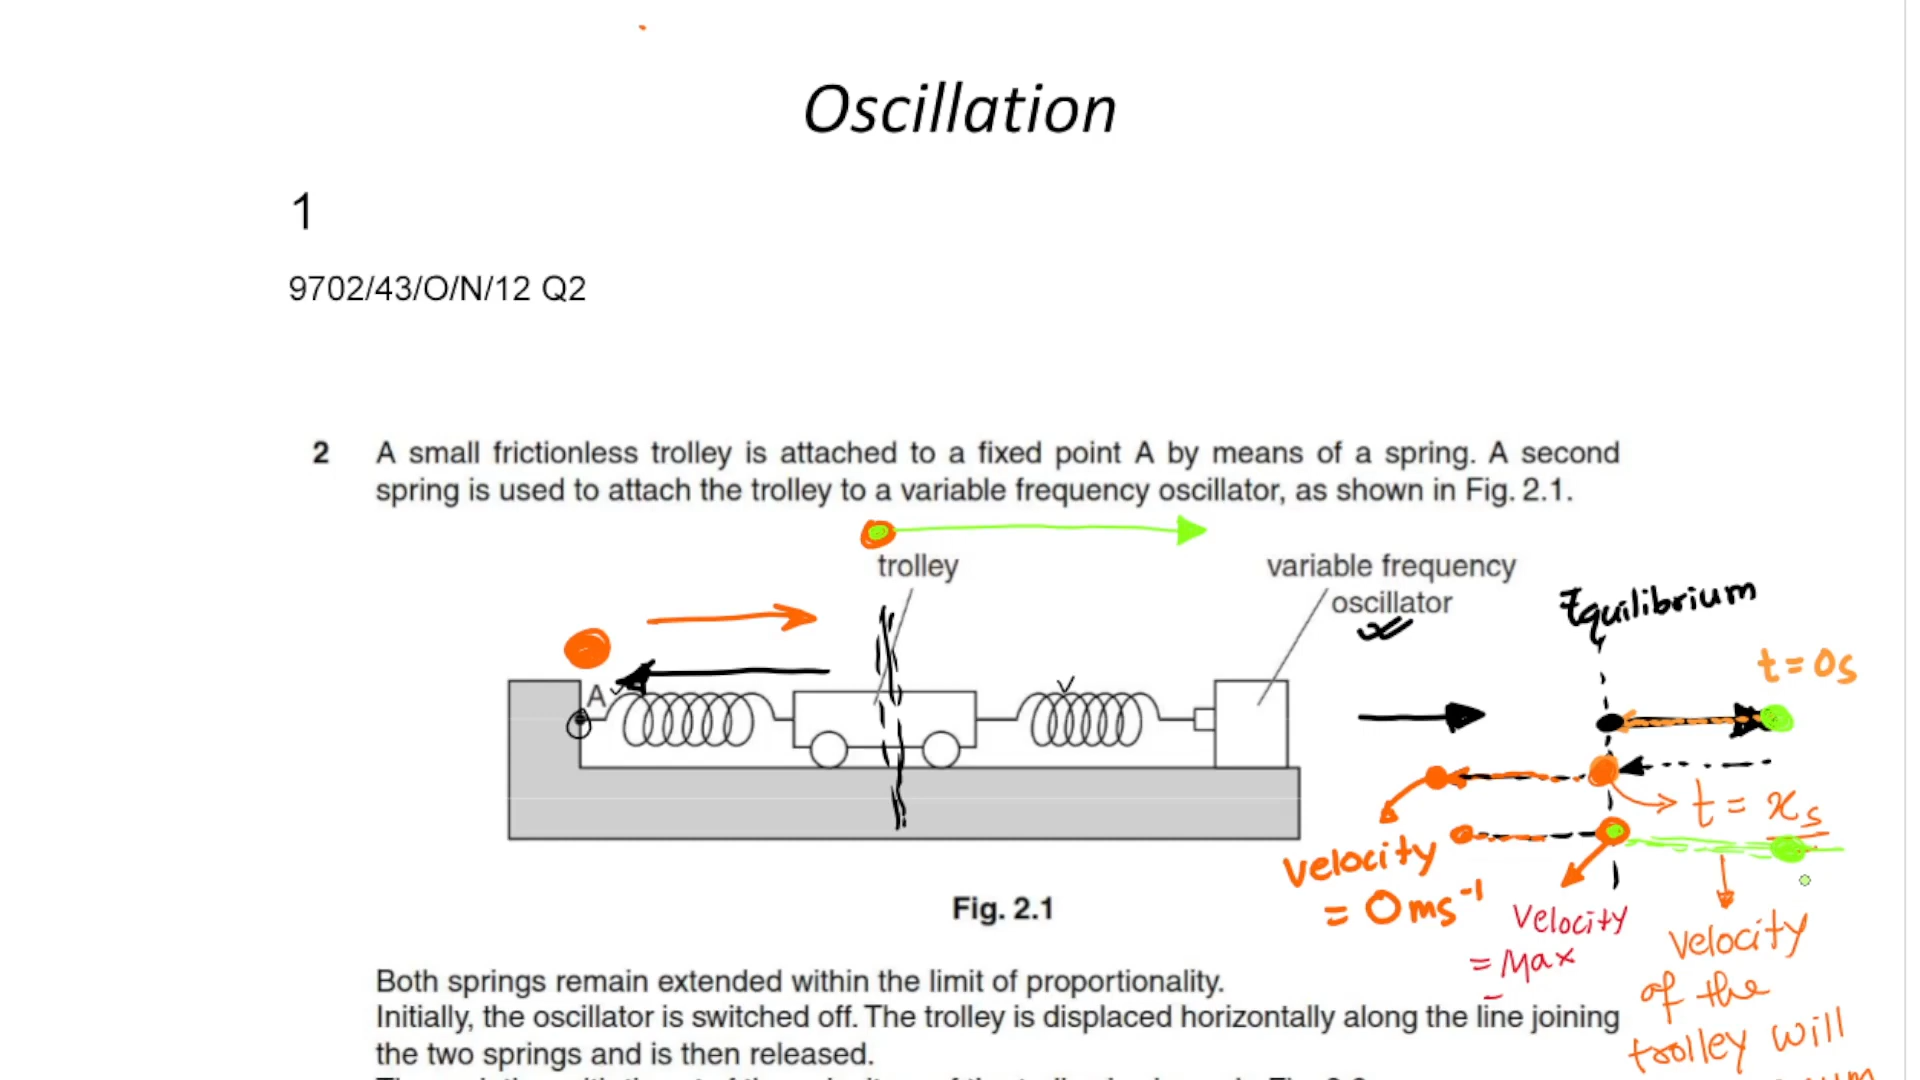 Oscillation
1
9702/43/O/N/12 Q2
2 A small frictionless trolley is attached to a fixed point A by means of a spring. A second
spring is used to attach the trolley to a variable frequency oscillator, as shown in Fig. 2.1.
trolley
variable frequency
oscillator
Equilibrium
t = 0s
A
t = xs
velocity
= 0 ms⁻¹
Velocity
= Max
velocity
of the
trolley will
Fig. 2.1
Both springs remain extended within the limit of proportionality.
Initially, the oscillator is switched off. The trolley is displaced horizontally along the line joining
the two springs and is then released.